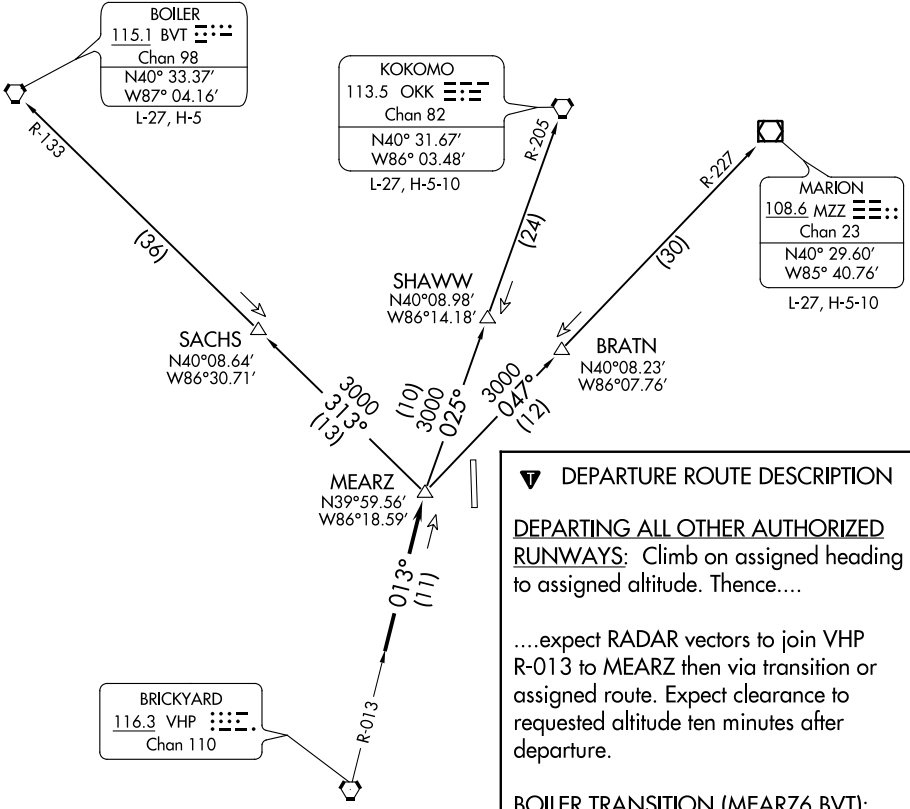 BOILER
115.1 BVT
Chan 98
N40° 33.37′
W87° 04.16′
L-27, H-5
KOKOMO
113.5 OKK
Chan 82
N40° 31.67′
W86° 03.48′
L-27, H-5-10
MARION
108.6 MZZ
Chan 23
N40° 29.60′
W85° 40.76′
L-27, H-5-10
R-133
(36)
R-205
(24)
R-227
(30)
SACHS
N40°08.64′
W86°30.71′
SHAWW
N40°08.98′
W86°14.18′
BRATN
N40°08.23′
W86°07.76′
3000
313°
(13)
(10)
3000
025°
3000
047°
(12)
MEARZ
N39°59.56′
W86°18.59′
013°
(11)
R-013
BRICKYARD
116.3 VHP
Chan 110
T DEPARTURE ROUTE DESCRIPTION
DEPARTING ALL OTHER AUTHORIZED
RUNWAYS: Climb on assigned heading
to assigned altitude. Thence....
....expect RADAR vectors to join VHP
R-013 to MEARZ then via transition or
assigned route. Expect clearance to
requested altitude ten minutes after
departure.
BOILER TRANSITION (MEARZ6.BVT):